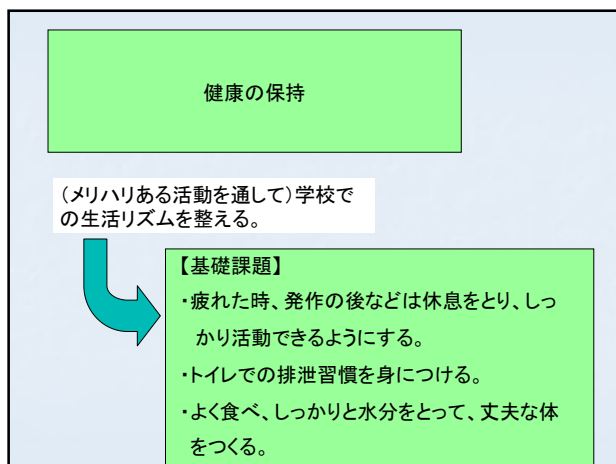 健康の保持
(メリハリある活動を通して)学校で
の生活リズムを整える。
【基礎課題】
・疲れた時、発作の後などは休息をとり、しっ
かり活動できるようにする。
・トイレでの排泄習慣を身につける。
・よく食べ、しっかりと水分をとって、丈夫な体
をつくる。